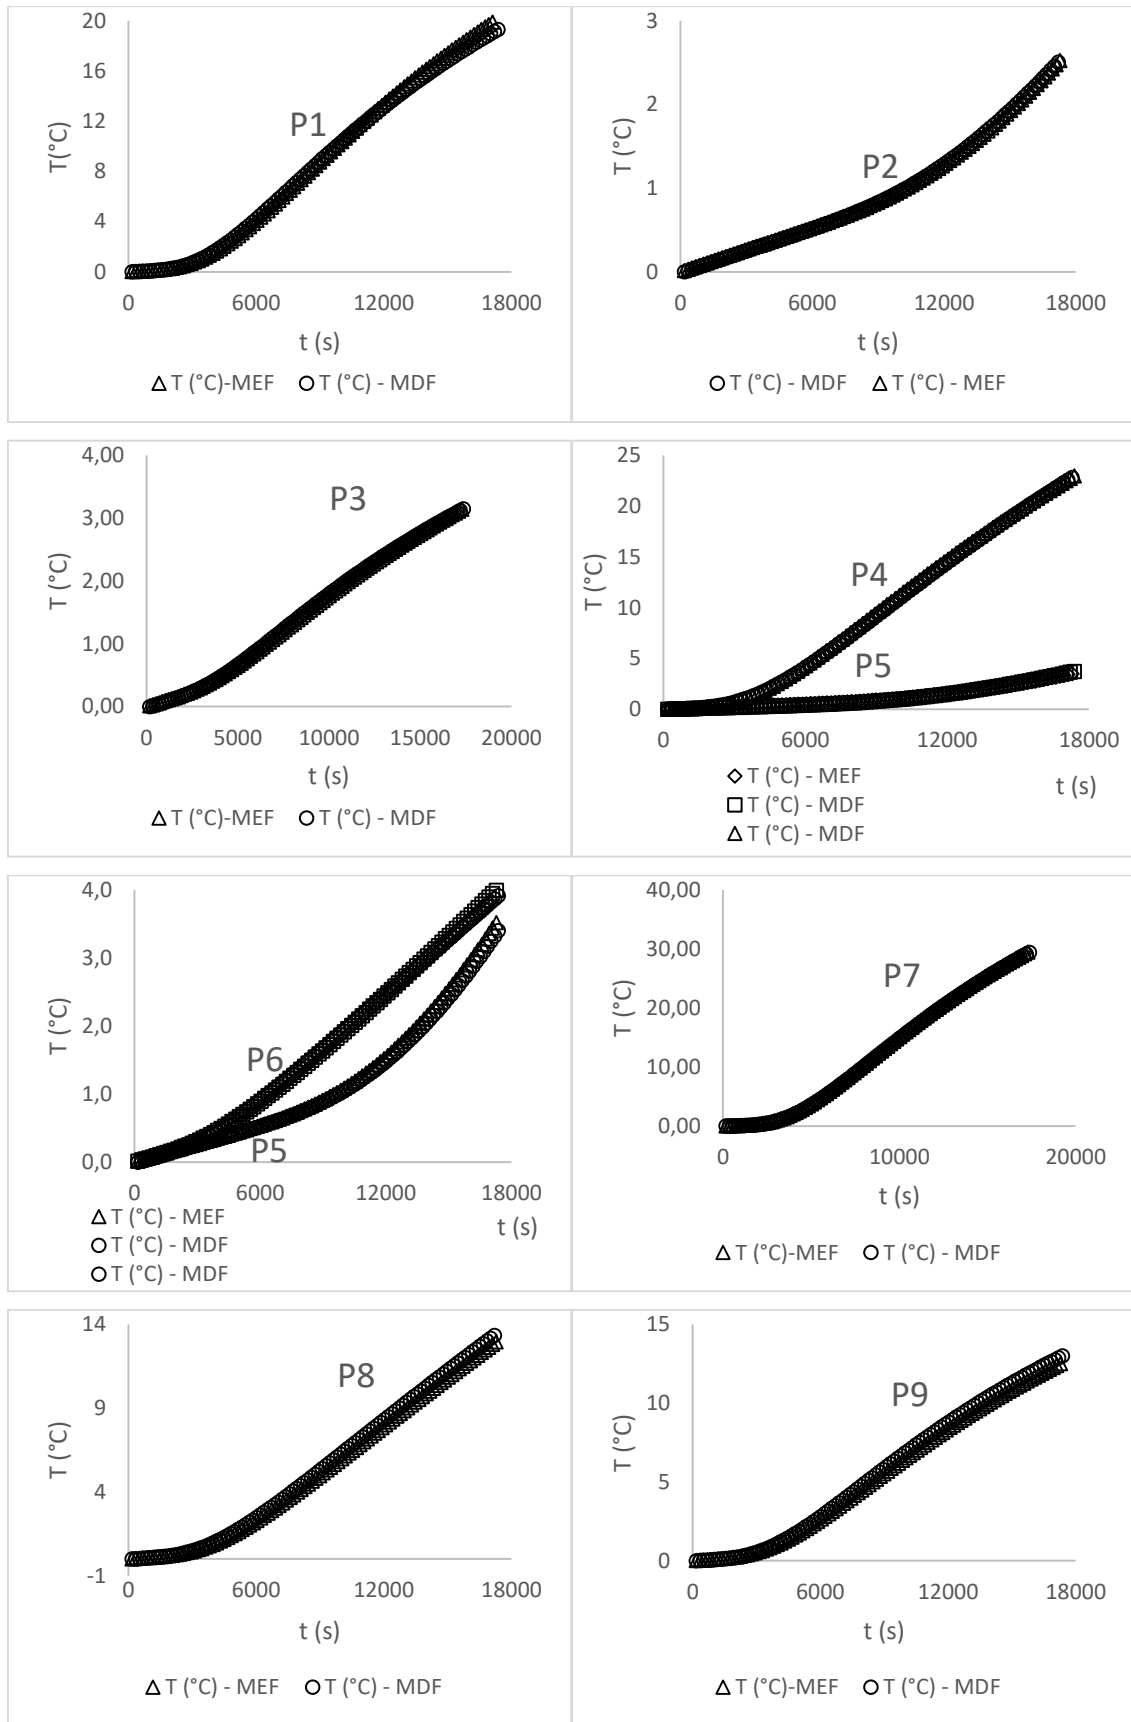 20
16
12
8
4
0
T(°C)
P1
0 6000 12000 18000
t (s)
△ T (°C)-MEF ○ T (°C) - MDF
3
2
1
0
T (°C)
P2
0 6000 12000 18000
t (s)
○ T (°C) - MDF △ T (°C) - MEF
4,00
3,00
2,00
1,00
0,00
T (°C)
P3
0 5000 10000 15000 20000
t (s)
△ T (°C)-MEF ○ T (°C) - MDF
25
20
15
10
5
0
T (°C)
P4
P5
0 6000 12000 18000
t (s)
◇ T (°C) - MEF
□ T (°C) - MDF
△ T (°C) - MDF
4,0
3,0
2,0
1,0
0,0
T (°C)
P6
P5
0 6000 12000 18000
t (s)
△ T (°C) - MEF
○ T (°C) - MDF
○ T (°C) - MDF
40,00
30,00
20,00
10,00
0,00
T (°C)
P7
0 10000 20000
t (s)
△ T (°C)-MEF ○ T (°C) - MDF
14
9
4
-1
T (°C)
P8
0 6000 12000 18000
t (s)
△ T (°C) - MEF ○ T (°C) - MDF
15
10
5
0
T (°C)
P9
0 6000 12000 18000
t (s)
△ T (°C)-MEF ○ T (°C) - MDF